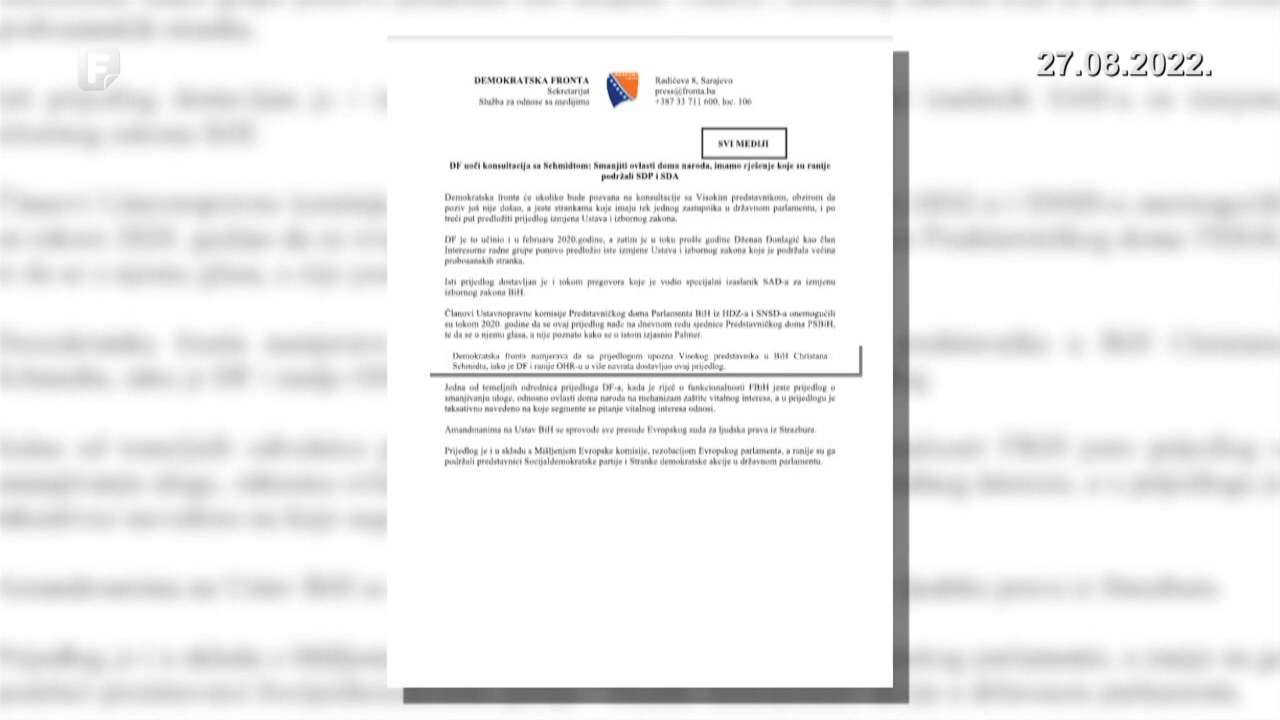 F
27.08.2022.
DEMOKRATSKA FRONTA
Sekretarijat
Služba za odnose sa medijima
Radićeva 8, Sarajevo
press@fronta.ba
+387 33 711 600, loc. 106
SVI MEDIJI
DF uoči konsultacija sa Schmidtom: Smanjiti ovlasti doma naroda, imamo rješenje koje su ranije
podržali SDP i SDA
Demokratska fronta će ukoliko bude pozvana na konsultacije sa Visokim predstavnikom, obzirom da
poziv još nije dobio, a jeste strankama koje imaju tek jednog zastupnika u državnom parlamentu, i po
treći put predložiti prijedlog izmjena Ustava i izbornog zakona.
DF je to učinio i u februaru 2020.godine, a zatim je u toku prošle godine Dženan Đonlagić kao član
Interesorne radne grupe ponovo predložio iste izmjene Ustava i izbornog zakona koje je podržala većina
probosanskih stranka.
Isti prijedlog dostavljan je i tokom pregovora koje je vodio specijalni izaslanik SAD-a za izmjenu
izbornog zakona BiH.
Članovi Ustavnopravne komisije Predstavničkog doma Parlamenta BiH iz HDZ-a i SNSD-a onemogućili
su tokom 2020. godine da se ovaj prijedlog nađe na dnevnom redu sjednice Predstavničkog doma PSBiH,
te da se o njemu glasa, a nije poznato kako se o istom izjasnio Palmer.
Demokratska fronta namjerava da sa prijedlogom upozna Visokog predstavnika u BiH Christana
Schmidta, iako je DF i ranije OHR-u u više navrata dostavljao ovaj prijedlog.
Jedna od temeljnih odrednica prijedloga DF-a, kada je riječ o funkcionalnosti FBiH jeste prijedlog o
smanjivanju uloge, odnosno ovlasti doma naroda na mehanizam zaštite vitalnog interesa, a u prijedlogu je
taksativno navedeno na koje segmente se pitanje vitalnog interesa odnosi.
Amandmanima na Ustav BiH se sprovode sve presude Evropskog suda za ljudska prava iz Strazbura.
Prijedlog je i u skladu s Mišljenjem Evropske komisije, rezolucijom Evropskog parlamenta, a ranije su ga
podržali predstavnici Socijaldemokratske partije i Stranke demokratske akcije u državnom parlamentu.